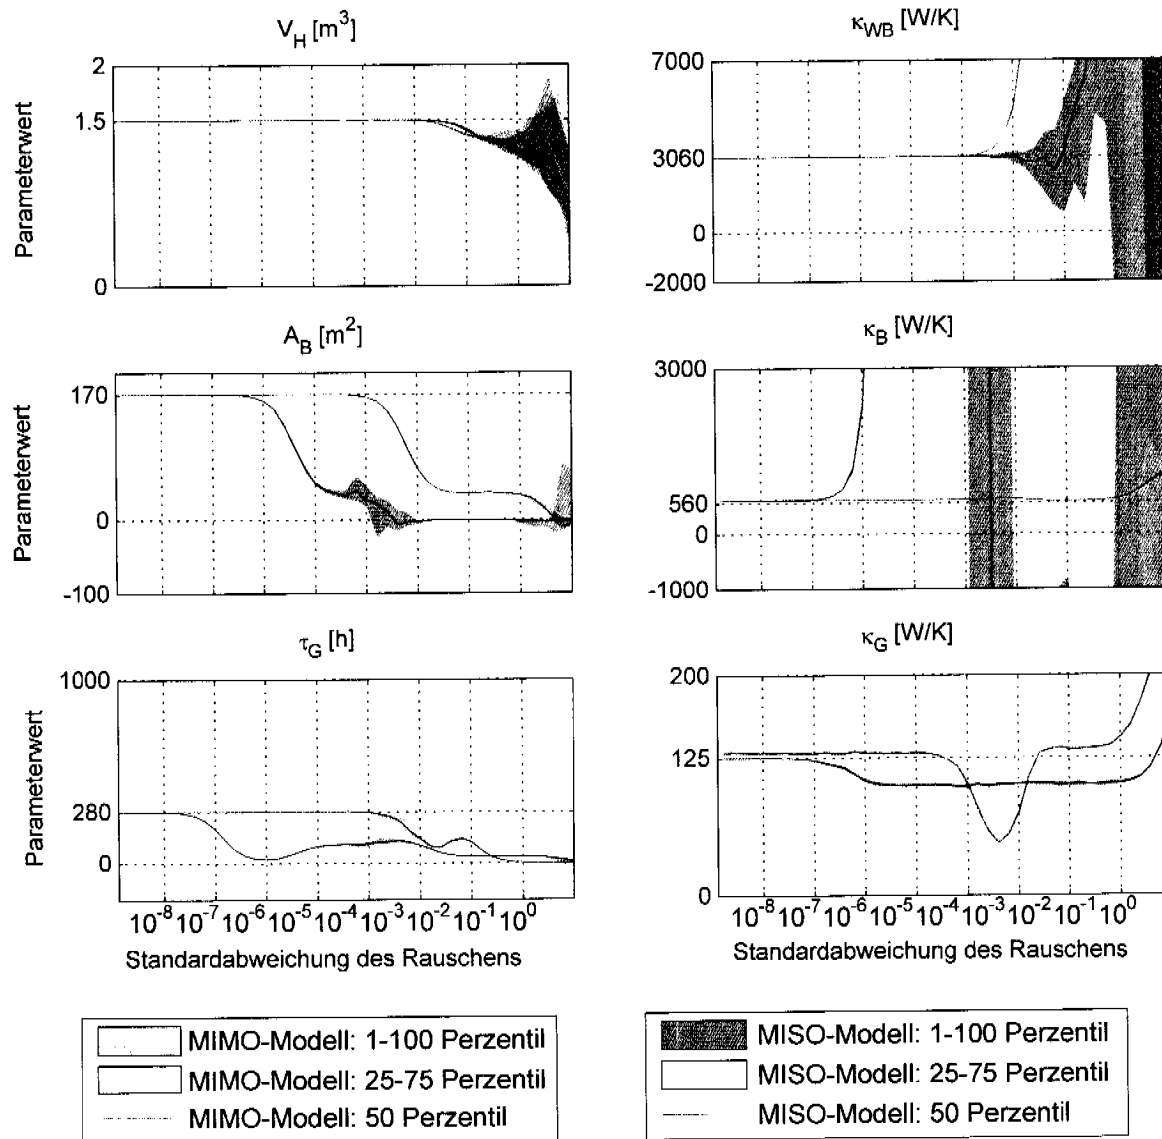 V_H [m³]
Parameterwert
2
1.5
0
κ_WB [W/K]
7000
3060
0
-2000
A_B [m²]
Parameterwert
170
0
-100
κ_B [W/K]
3000
560
0
-1000
τ_G [h]
Parameterwert
1000
280
0
10⁻⁸ 10⁻⁷ 10⁻⁶ 10⁻⁵ 10⁻⁴ 10⁻³ 10⁻² 10⁻¹ 10⁰
Standardabweichung des Rauschens
κ_G [W/K]
200
125
0
10⁻⁸ 10⁻⁷ 10⁻⁶ 10⁻⁵ 10⁻⁴ 10⁻³ 10⁻² 10⁻¹ 10⁰
Standardabweichung des Rauschens
MIMO-Modell: 1-100 Perzentil
MIMO-Modell: 25-75 Perzentil
MIMO-Modell: 50 Perzentil
MISO-Modell: 1-100 Perzentil
MISO-Modell: 25-75 Perzentil
MISO-Modell: 50 Perzentil